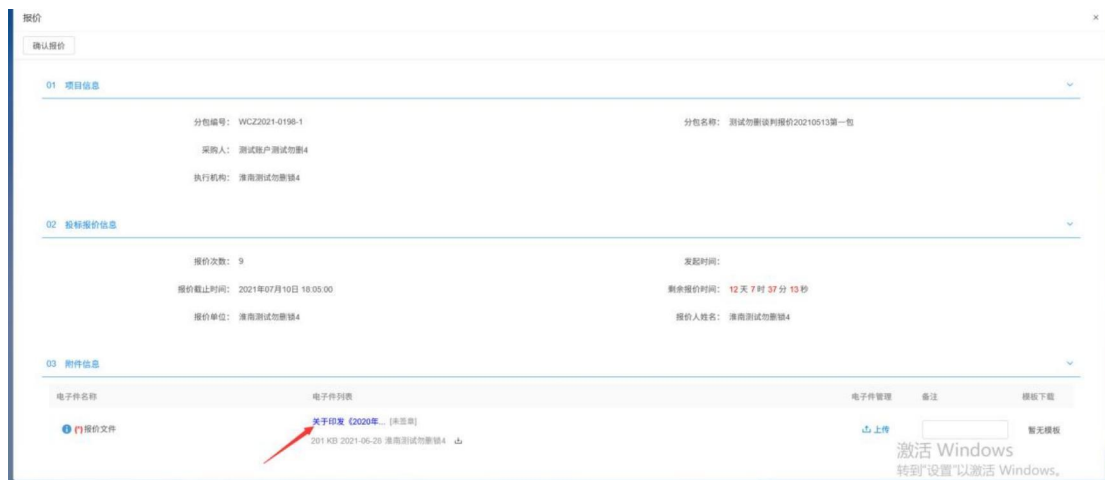 报价 ×
确认报价
01 项目信息
分包编号: WCZ2021-0198-1 分包名称: 测试勿删谈判报价20210513第一包
采购人: 测试账户测试勿删4
执行机构: 淮南测试勿删锁4
02 投标报价信息
报价次数: 9 发起时间:
报价截止时间: 2021年07月10日 18:05:00 剩余报价时间: 12 天 7 时 37 分 13 秒
报价单位: 淮南测试勿删锁4 报价人姓名: 淮南测试勿删锁4
03 附件信息
电子件名称 电子件列表 电子件管理 备注 模板下载
(*)报价文件 关于印发《2020年... [未签章] 上传 暂无模板
201 KB 2021-06-28 淮南测试勿删锁4
激活 Windows
转到"设置"以激活 Windows。